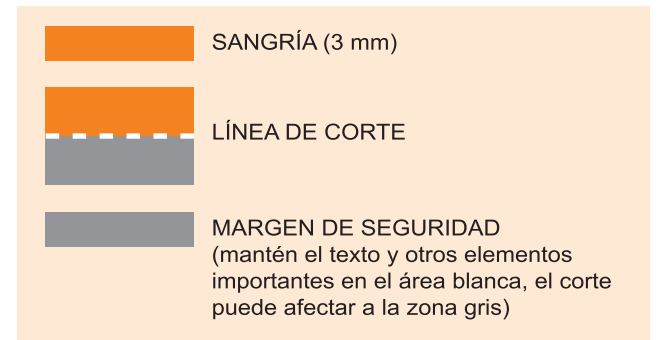 SANGRÍA (3 mm)
LÍNEA DE CORTE
MARGEN DE SEGURIDAD
(mantén el texto y otros elementos
importantes en el área blanca, el corte
puede afectar a la zona gris)